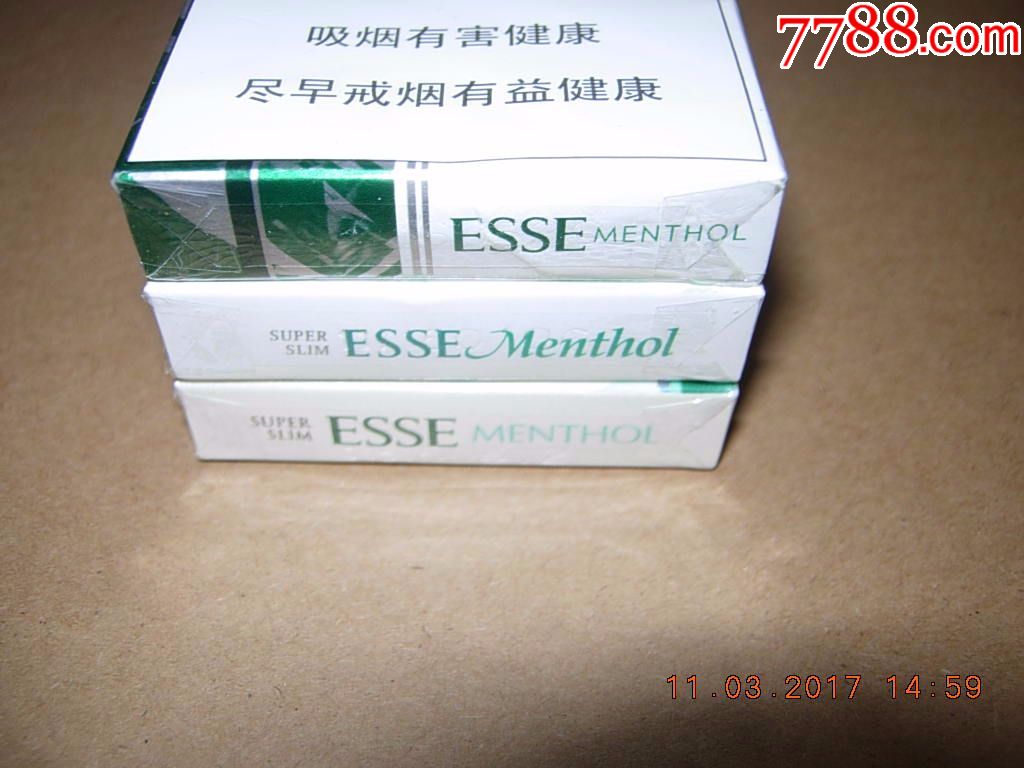 7788.com
吸烟有害健康
尽早戒烟有益健康
ESSE MENTHOL
SUPER SLIM ESSE Menthol
SUPER SLIM ESSE MENTHOL
11.03.2017 14:59